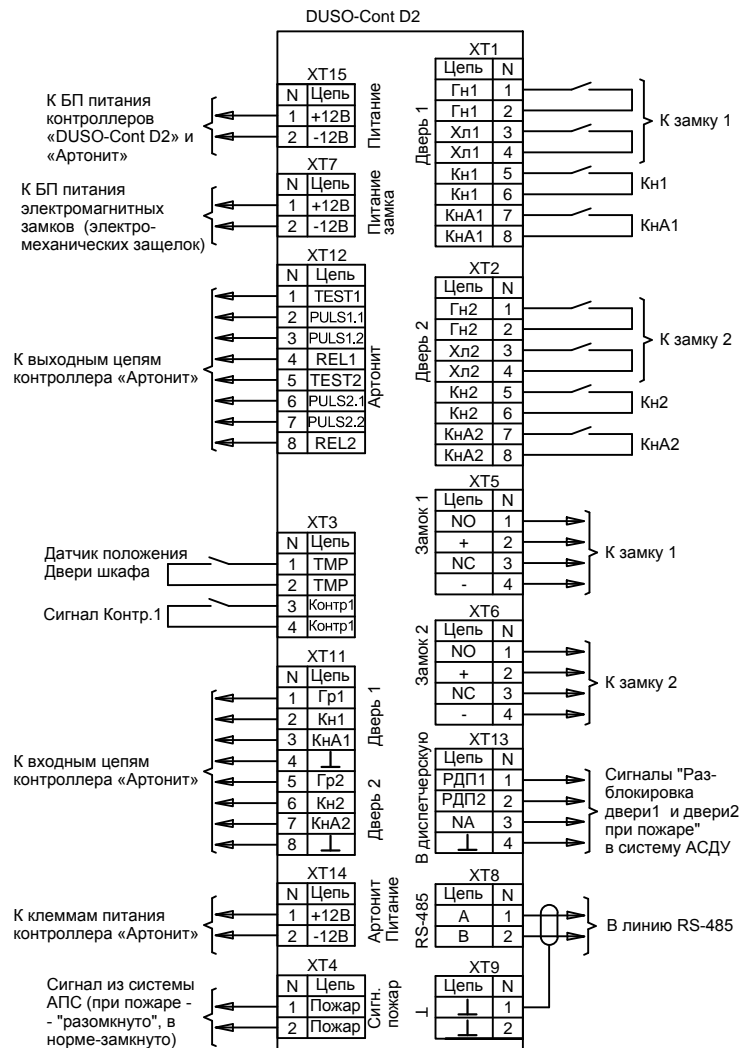 DUSO-Cont D2
К БП питания
контроллеров
«DUSO-Cont D2» и
«Артонит»
XT15
N Цепь
1 +12В
2 -12В
Питание
К БП питания
электромагнитных
замков (электро-
механических защелок)
XT7
N Цепь
1 +12В
2 -12В
Питание
замка
К выходным цепям
контроллера «Артонит»
XT12
N Цепь
1 TEST1
2 PULS1.1
3 PULS1.2
4 REL1
5 TEST2
6 PULS2.1
7 PULS2.2
8 REL2
Артонит
Датчик положения
Двери шкафа
Сигнал Контр.1
XT3
N Цепь
1 TMP
2 TMP
3 Контр1
4 Контр1
К входным цепям
контроллера «Артонит»
XT11
N Цепь
1 Гр1
2 Кн1
3 КнА1
4 ⊥
5 Гр2
6 Кн2
7 КнА2
8 ⊥
Дверь 1
Дверь 2
К клеммам питания
контроллера «Артонит»
XT14
N Цепь
1 +12В
2 -12В
Артонит
Питание
Сигнал из системы
АПС (при пожаре -
- "разомкнуто", в
норме-замкнуто)
XT4
N Цепь
1 Пожар
2 Пожар
Сигн.
пожар
XT1
Цепь N
Гн1 1
Гн1 2
Хл1 3
Хл1 4
Кн1 5
Кн1 6
КнА1 7
КнА1 8
Дверь 1
К замку 1
Кн1
КнА1
XT2
Цепь N
Гн2 1
Гн2 2
Хл2 3
Хл2 4
Кн2 5
Кн2 6
КнА2 7
КнА2 8
Дверь 2
К замку 2
Кн2
КнА2
XT5
Цепь N
NO 1
+ 2
NC 3
- 4
Замок 1
К замку 1
XT6
Цепь N
NO 1
+ 2
NC 3
- 4
Замок 2
К замку 2
XT13
Цепь N
РДП1 1
РДП2 2
NA 3
⊥ 4
В диспетчерскую
Сигналы "Раз-
блокировка
двери1 и двери2
при пожаре"
в систему АСДУ
XT8
Цепь N
A 1
B 2
RS-485
В линию RS-485
XT9
Цепь N
⊥ 1
⊥ 2
⊥